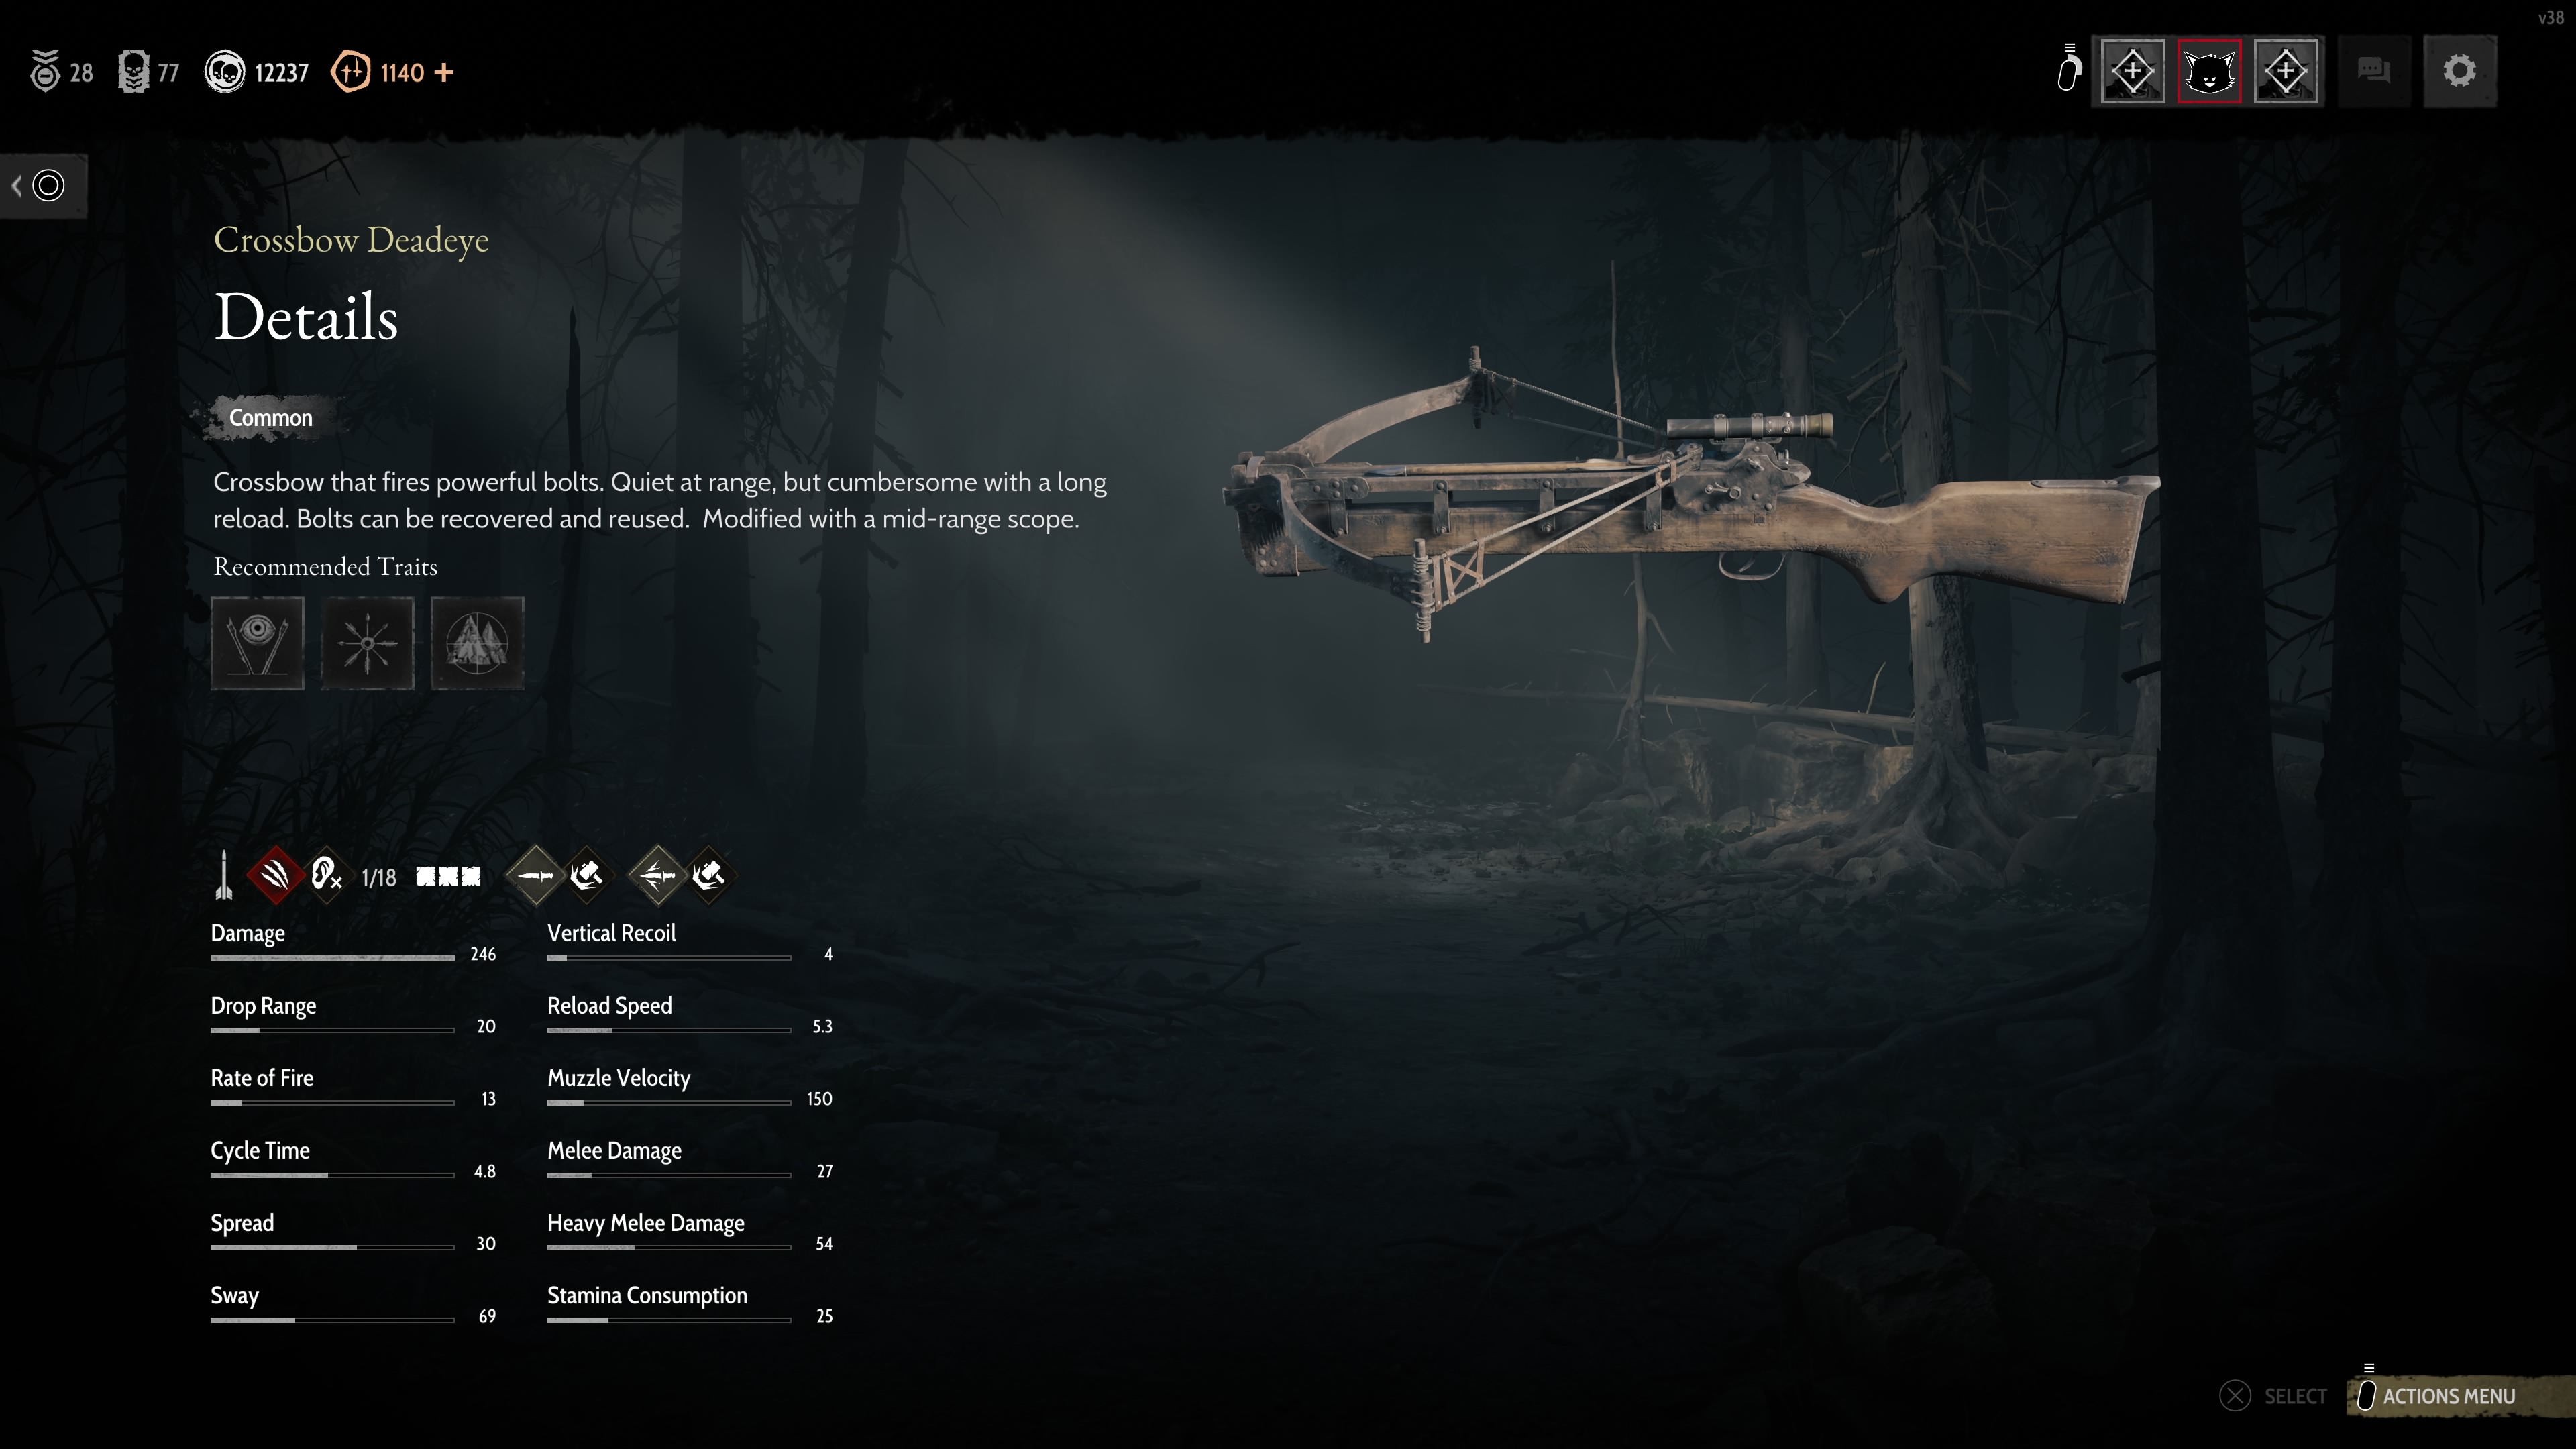 v38
28
77
12237
1140 +
Crossbow Deadeye
Details
Common
Crossbow that fires powerful bolts. Quiet at range, but cumbersome with a long
reload. Bolts can be recovered and reused.  Modified with a mid-range scope.
Recommended Traits
1/18
Damage
246
Vertical Recoil
4
Drop Range
20
Reload Speed
5.3
Rate of Fire
13
Muzzle Velocity
150
Cycle Time
4.8
Melee Damage
27
Spread
30
Heavy Melee Damage
54
Sway
69
Stamina Consumption
25
SELECT
ACTIONS MENU